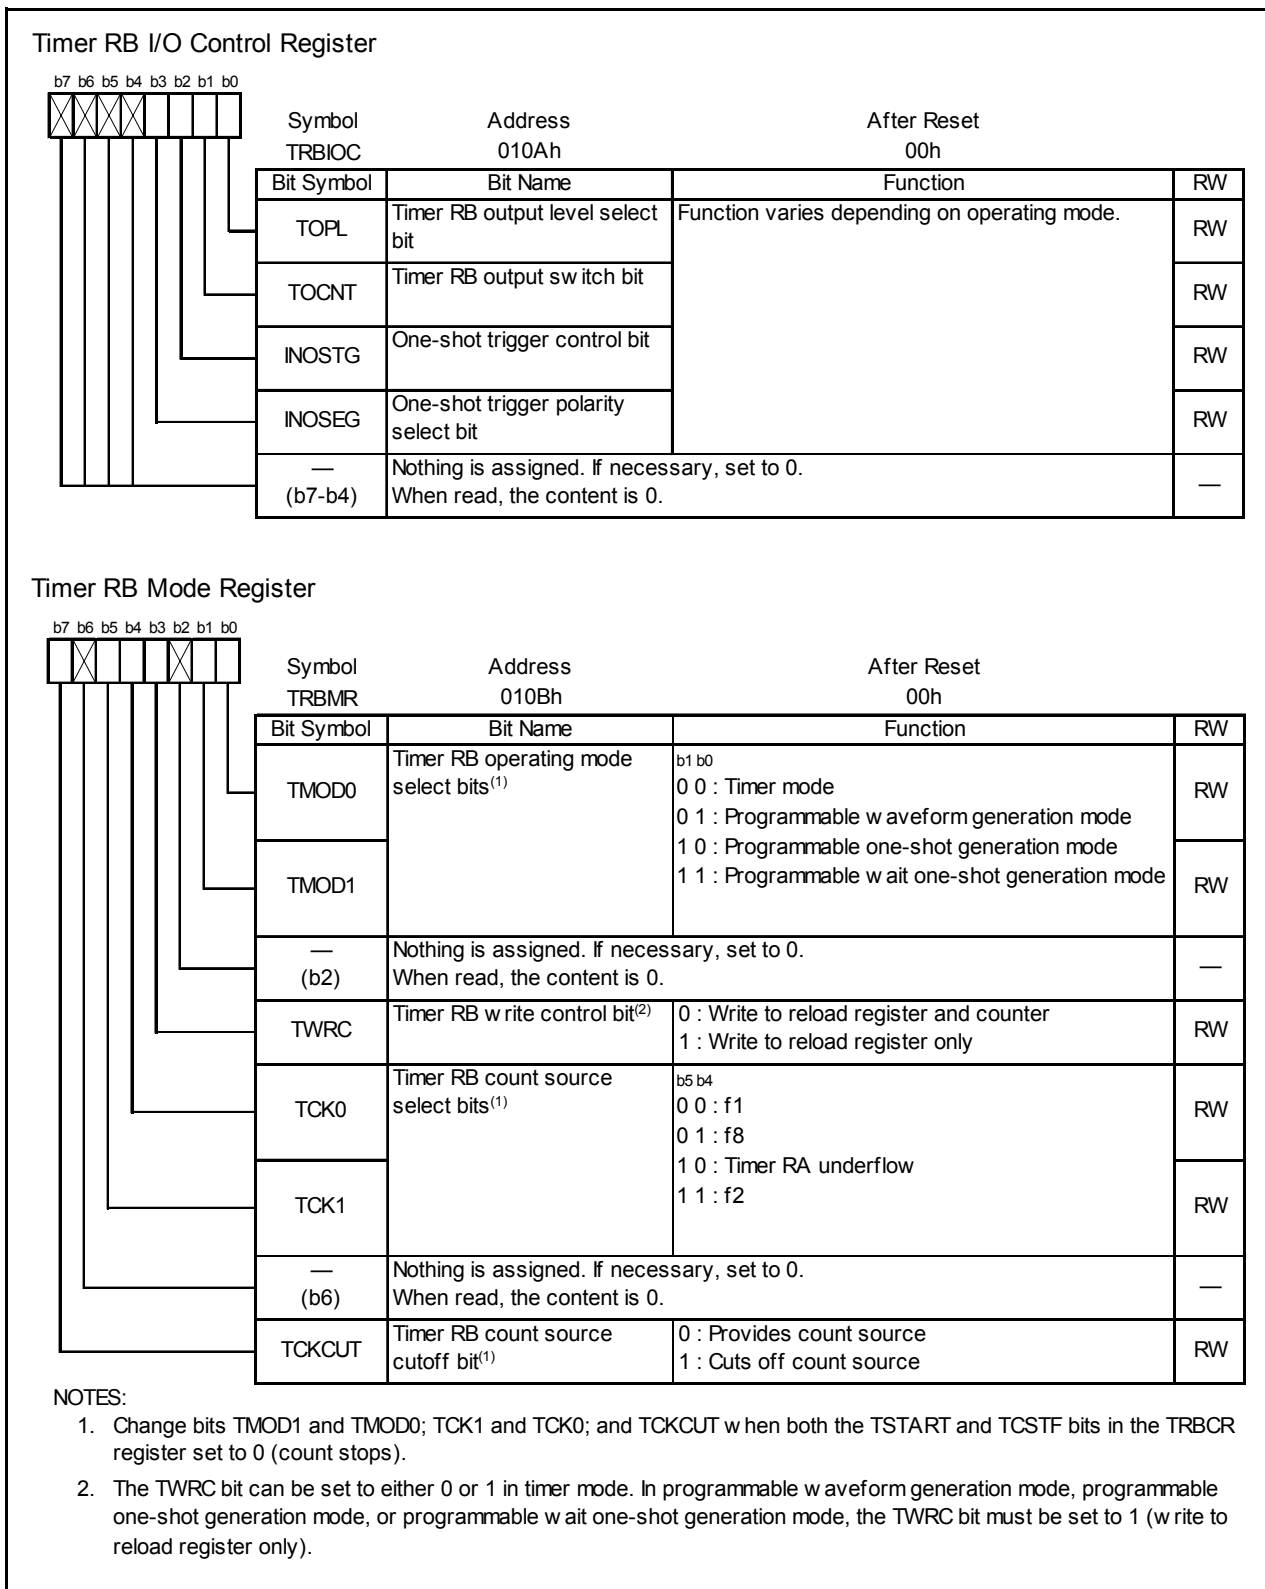 Timer RB I/O Control Register
b7 b6 b5 b4 b3 b2 b1 b0
Symbol Address After Reset
TRBIOC 010Ah 00h
Bit Symbol Bit Name Function RW
TOPL Timer RB output level select bit Function varies depending on operating mode. RW
TOCNT Timer RB output switch bit RW
INOSTG One-shot trigger control bit RW
INOSEG One-shot trigger polarity select bit RW
— (b7-b4) Nothing is assigned. If necessary, set to 0.
When read, the content is 0. —
Timer RB Mode Register
b7 b6 b5 b4 b3 b2 b1 b0
Symbol Address After Reset
TRBMR 010Bh 00h
Bit Symbol Bit Name Function RW
TMOD0 Timer RB operating mode select bits(1) b1 b0 RW
0 0 : Timer mode
0 1 : Programmable waveform generation mode
1 0 : Programmable one-shot generation mode
TMOD1 1 1 : Programmable wait one-shot generation mode RW
— (b2) Nothing is assigned. If necessary, set to 0.
When read, the content is 0. —
TWRC Timer RB write control bit(2) 0 : Write to reload register and counter RW
1 : Write to reload register only
TCK0 Timer RB count source select bits(1) b5 b4 RW
0 0 : f1
0 1 : f8
1 0 : Timer RA underflow
TCK1 1 1 : f2 RW
— (b6) Nothing is assigned. If necessary, set to 0.
When read, the content is 0. —
TCKCUT Timer RB count source cutoff bit(1) 0 : Provides count source RW
1 : Cuts off count source
NOTES:
1. Change bits TMOD1 and TMOD0; TCK1 and TCK0; and TCKCUT when both the TSTART and TCSTF bits in the TRBCR
register set to 0 (count stops).
2. The TWRC bit can be set to either 0 or 1 in timer mode. In programmable waveform generation mode, programmable
one-shot generation mode, or programmable wait one-shot generation mode, the TWRC bit must be set to 1 (write to
reload register only).